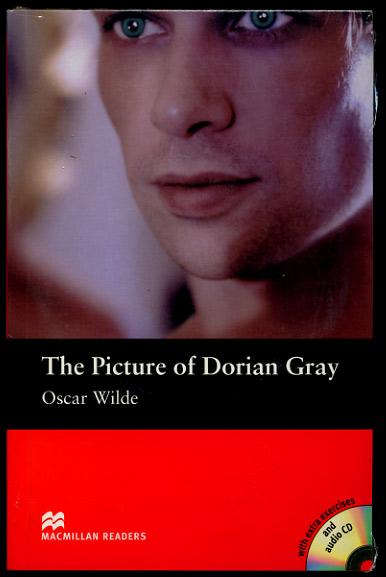 The Picture of Dorian Gray
Oscar Wilde
MACMILLAN READERS
with extra exercises
and
audio CD